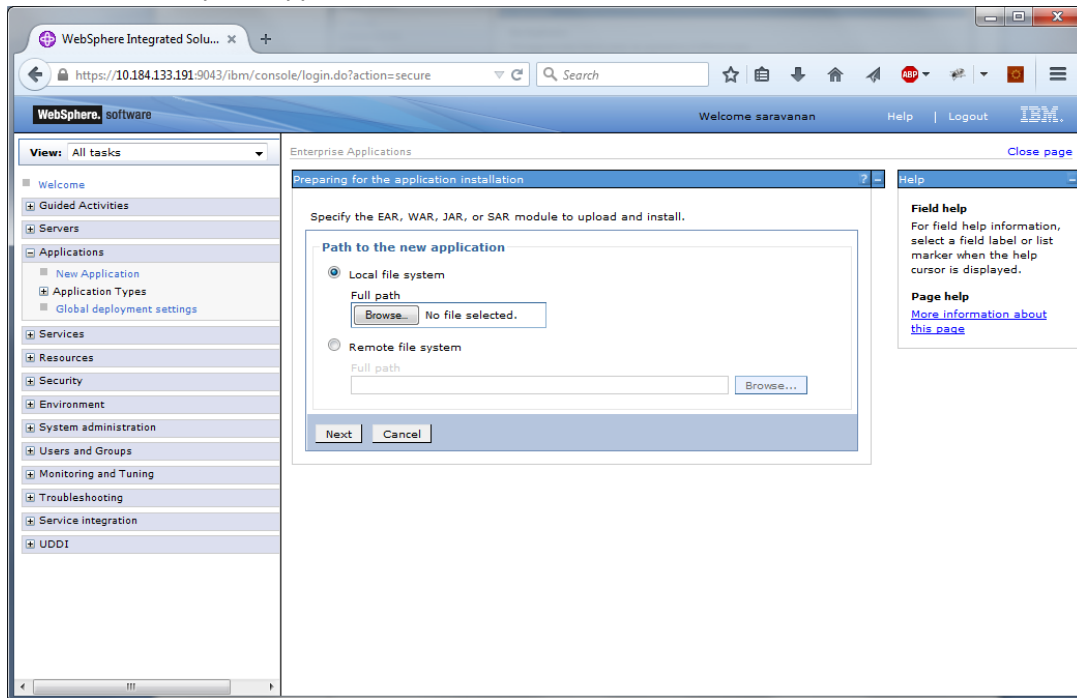 WebSphere Integrated Solu...
https://10.184.133.191:9043/ibm/console/login.do?action=secure
Search
ABP
WebSphere. software
Welcome saravanan
Help | Logout
IBM.
View: All tasks
Welcome
Guided Activities
Servers
Applications
New Application
Application Types
Global deployment settings
Services
Resources
Security
Environment
System administration
Users and Groups
Monitoring and Tuning
Troubleshooting
Service integration
UDDI
Enterprise Applications
Close page
Preparing for the application installation
? -
Specify the EAR, WAR, JAR, or SAR module to upload and install.
Path to the new application
Local file system
Full path
Browse... No file selected.
Remote file system
Full path
Browse...
Next Cancel
Help
Field help
For field help information,
select a field label or list
marker when the help
cursor is displayed.
Page help
More information about
this page